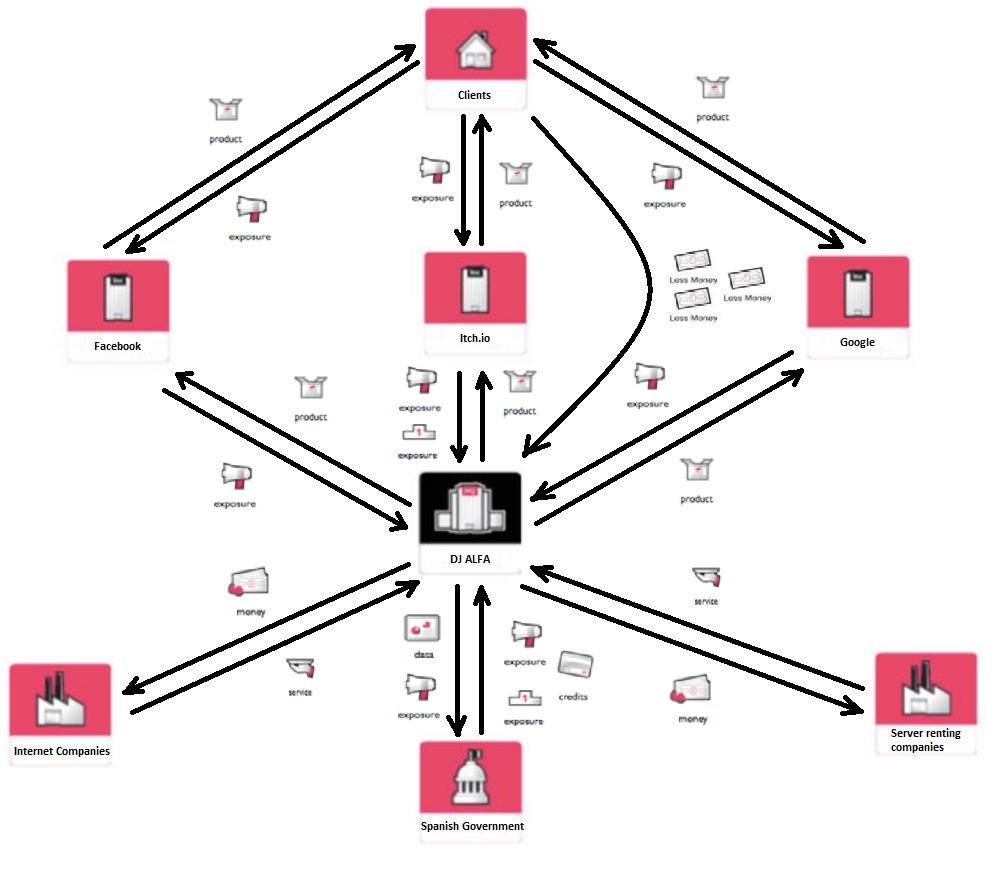 Clients
product
product
exposure
exposure
product
exposure
exposure
Less Money
Less Money
Less Money
Facebook
Itch.io
Google
product
exposure
product
exposure
exposure
exposure
product
DJ ALFA
money
service
service
data
exposure
credits
exposure
exposure
money
Internet Companies
Server renting
companies
Spanish Government